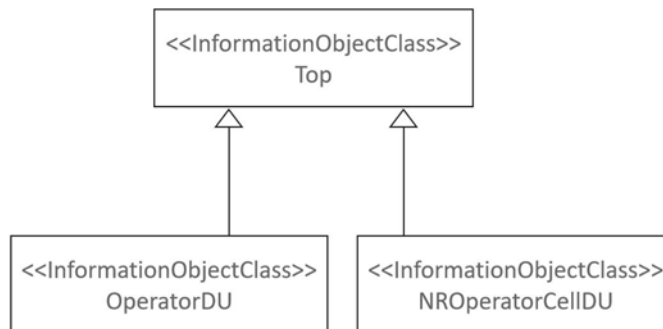 <<InformationObjectClass>>
Top
<<InformationObjectClass>>
OperatorDU
<<InformationObjectClass>>
NROperatorCellDU